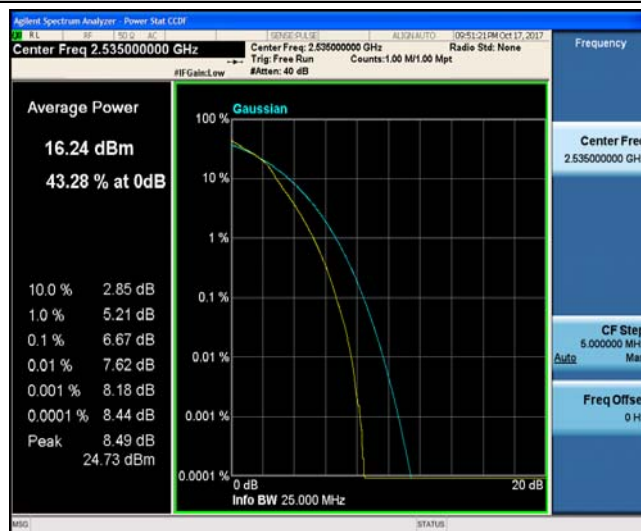 Agilent Spectrum Analyzer - Power Stat CCDF
RL RF 50 Ω AC SENSE:PULSE ALIGNAUTO 09:51:21 PM Oct 17, 2017
Center Freq 2.535000000 GHz
Center Freq: 2.535000000 GHz Radio Std: None
Trig: Free Run Counts:1.00 M/1.00 Mpt
#IFGain:Low #Atten: 40 dB
Frequency
Average Power
16.24 dBm
43.28 % at 0dB
10.0 % 2.85 dB
1.0 % 5.21 dB
0.1 % 6.67 dB
0.01 % 7.62 dB
0.001 % 8.18 dB
0.0001 % 8.44 dB
Peak 8.49 dB
24.73 dBm
Gaussian
100 %
10 %
1 %
0.1 %
0.01 %
0.001 %
0.0001 %
0 dB 20 dB
Info BW 25.000 MHz
Center Freq
2.535000000 GH
CF Step
5.000000 MH
Auto Ma
Freq Offse
0 H
MSG STATUS